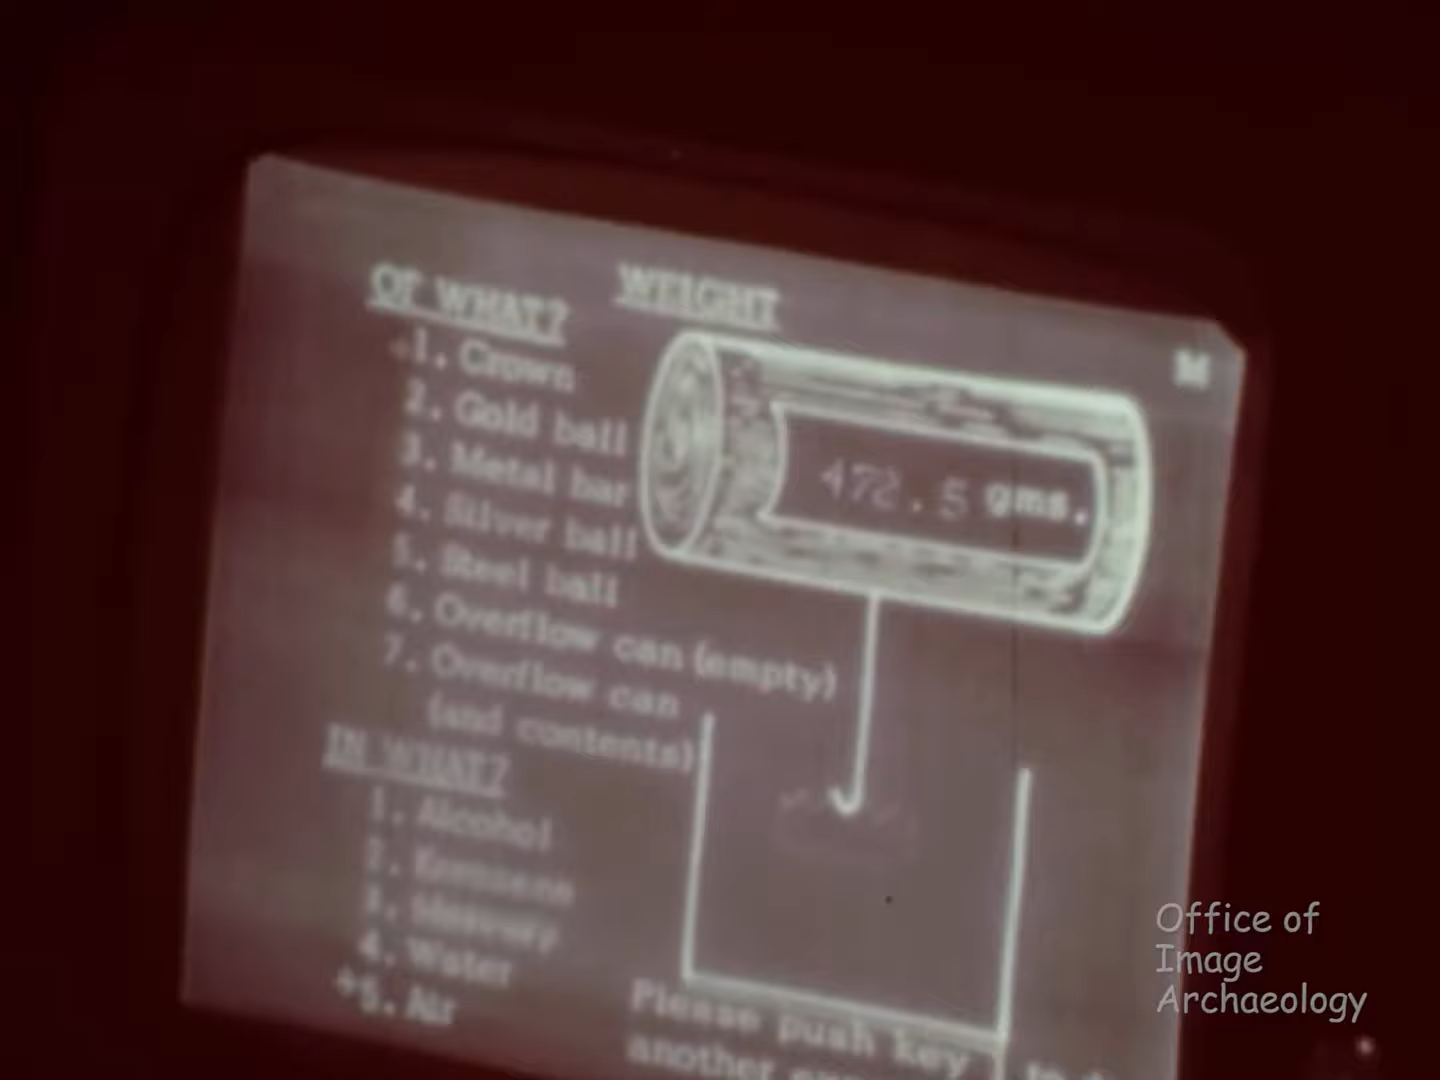 OF WHAT?
+1. Crown
2. Gold ball
3. Metal bar
4. Silver ball
5. Steel ball
6. Overflow can (empty)
7. Overflow can
(and contents)
IN WHAT?
1. Alcohol
2. Kerosene
3. Mercury
4. Water
+5. Air
WEIGHT
M
472.5 gms.
Please push key
another
Office of
Image
Archaeology